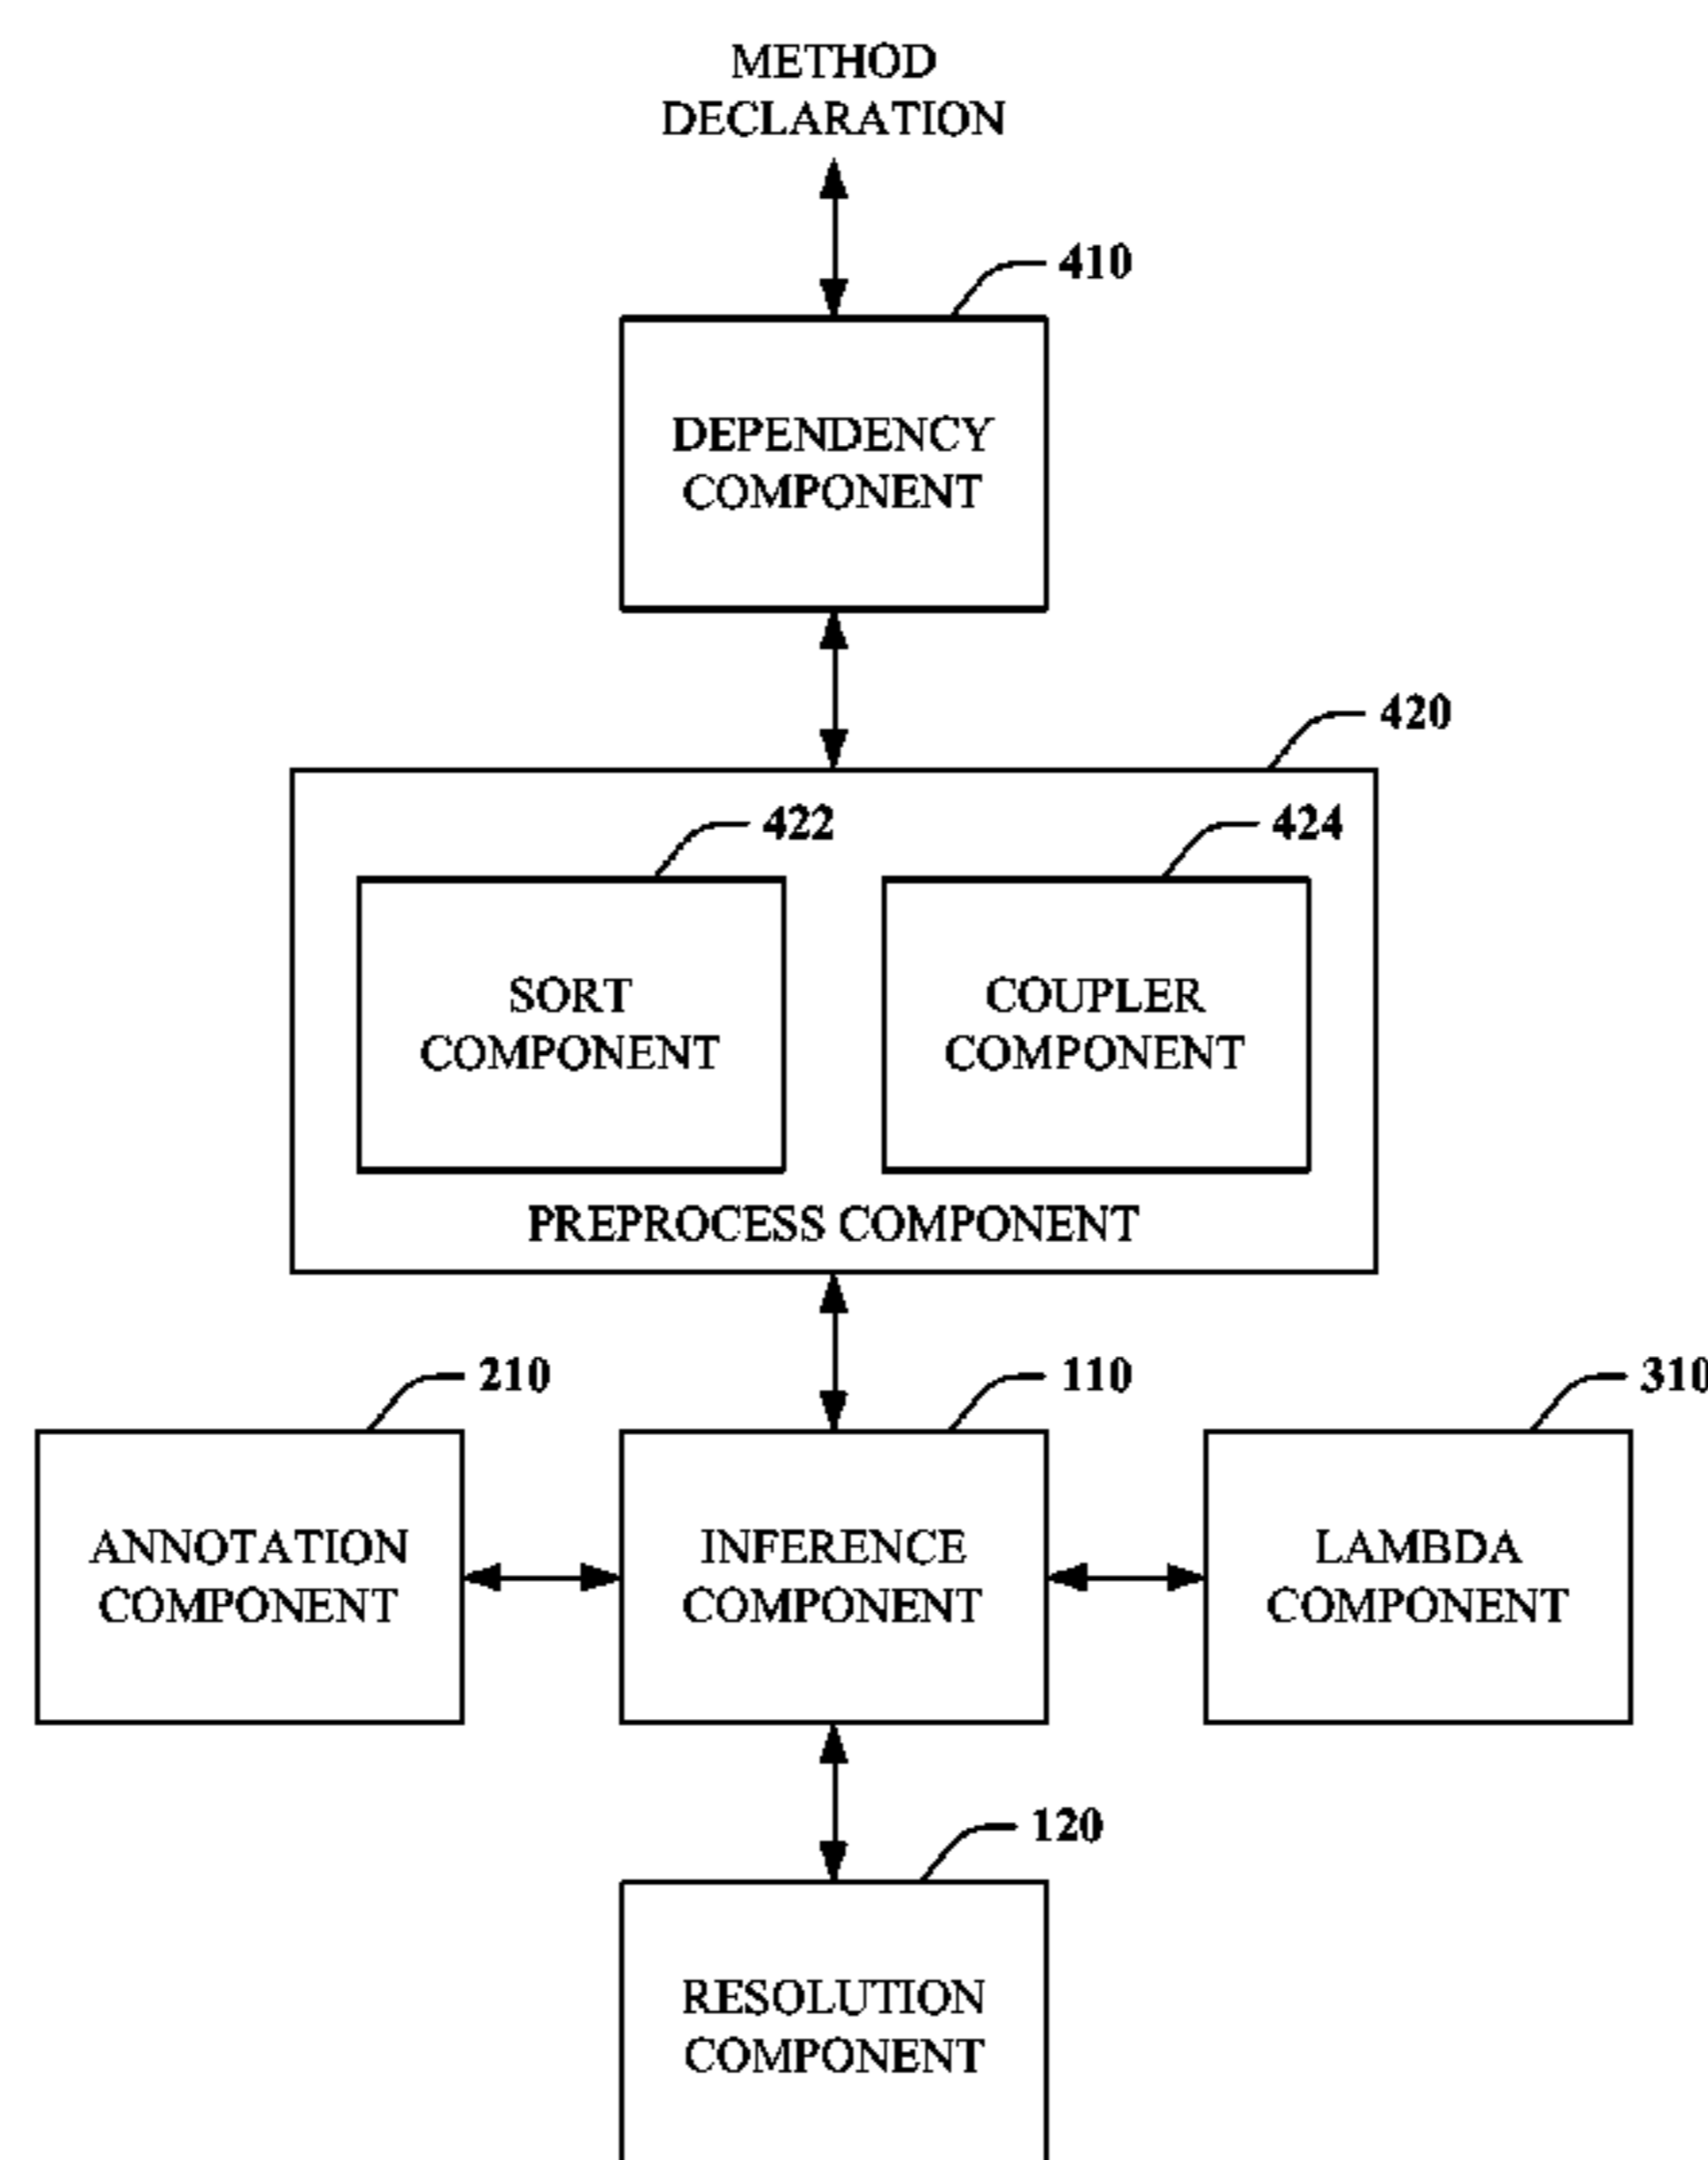 METHOD
DECLARATION
410
DEPENDENCY
COMPONENT
420
422
424
SORT
COMPONENT
COUPLER
COMPONENT
PREPROCESS COMPONENT
210
110
310
ANNOTATION
COMPONENT
INFERENCE
COMPONENT
LAMBDA
COMPONENT
120
RESOLUTION
COMPONENT